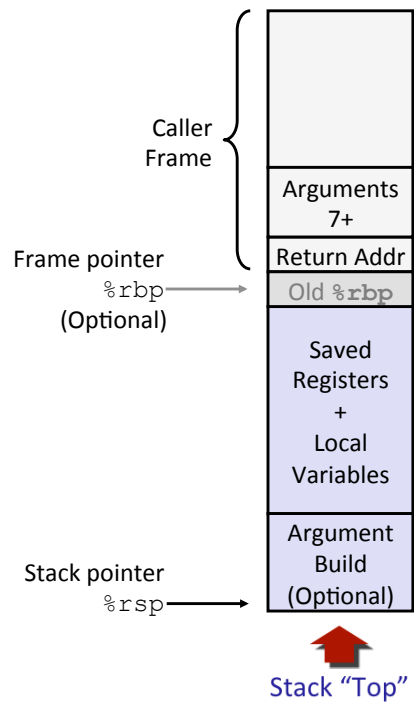 Caller
Frame
Arguments
7+
Return Addr
Frame pointer
%rbp
(Optional)
Old %rbp
Saved
Registers
+
Local
Variables
Argument
Build
(Optional)
Stack pointer
%rsp
Stack “Top”